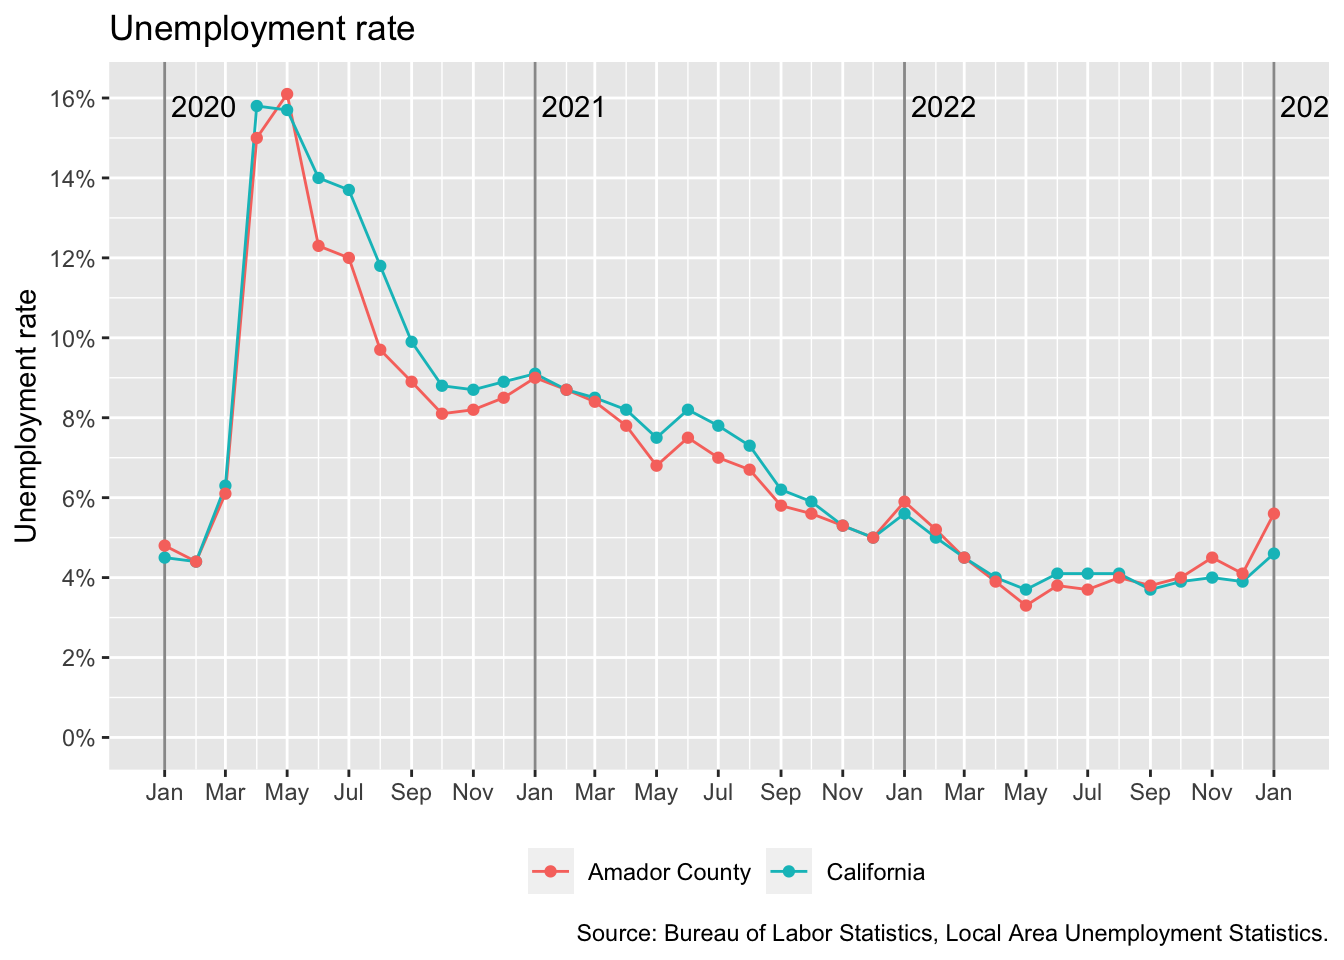 Unemployment rate
2020 2021 2022 202
16%
14%
12%
10%
8%
6%
4%
2%
0%
Unemployment rate
Jan Mar May Jul Sep Nov Jan Mar May Jul Sep Nov Jan Mar May Jul Sep Nov Jan
Amador County California
Source: Bureau of Labor Statistics, Local Area Unemployment Statistics.